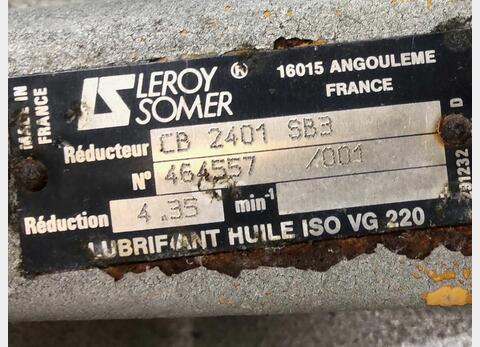 MADE IN FRANCE
LEROY SOMER ®
16015 ANGOULEME
FRANCE
Réducteur CB 2401 SB3
N° 464557 /001
Réduction 4.35 min-1
LUBRIFIANT HUILE ISO VG 220
D